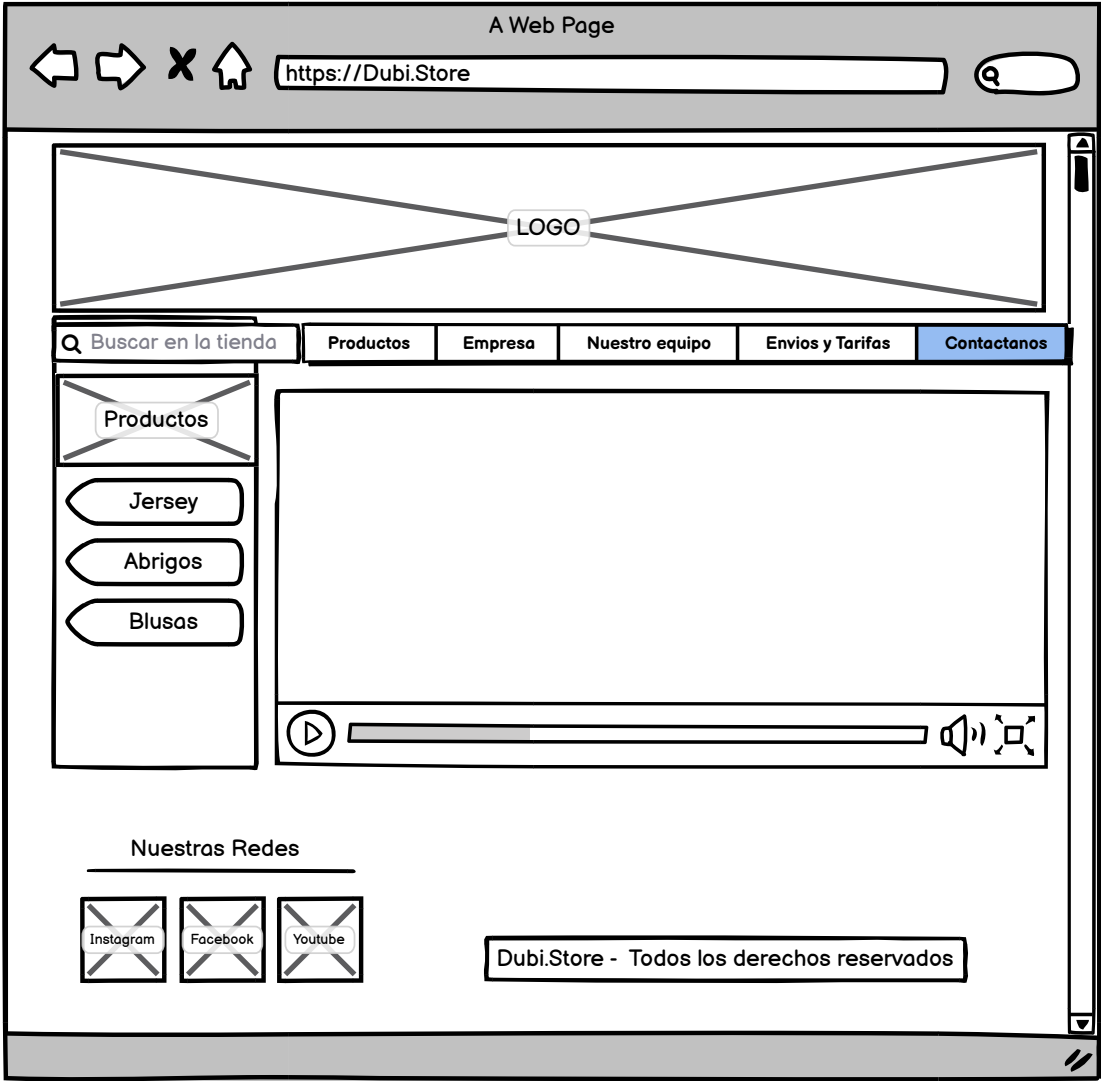 A Web Page
https://Dubi.Store
LOGO
Buscar en la tienda
Productos
Empresa
Nuestro equipo
Envios y Tarifas
Contactanos
Productos
Jersey
Abrigos
Blusas
Nuestras Redes
Instagram
Facebook
Youtube
Dubi.Store - Todos los derechos reservados